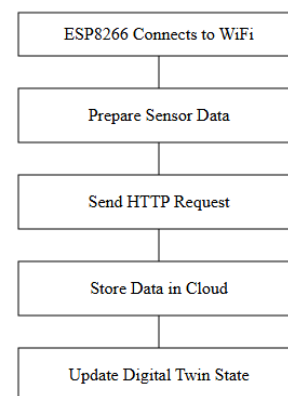 ESP8266 Connects to WiFi
Prepare Sensor Data
Send HTTP Request
Store Data in Cloud
Update Digital Twin State